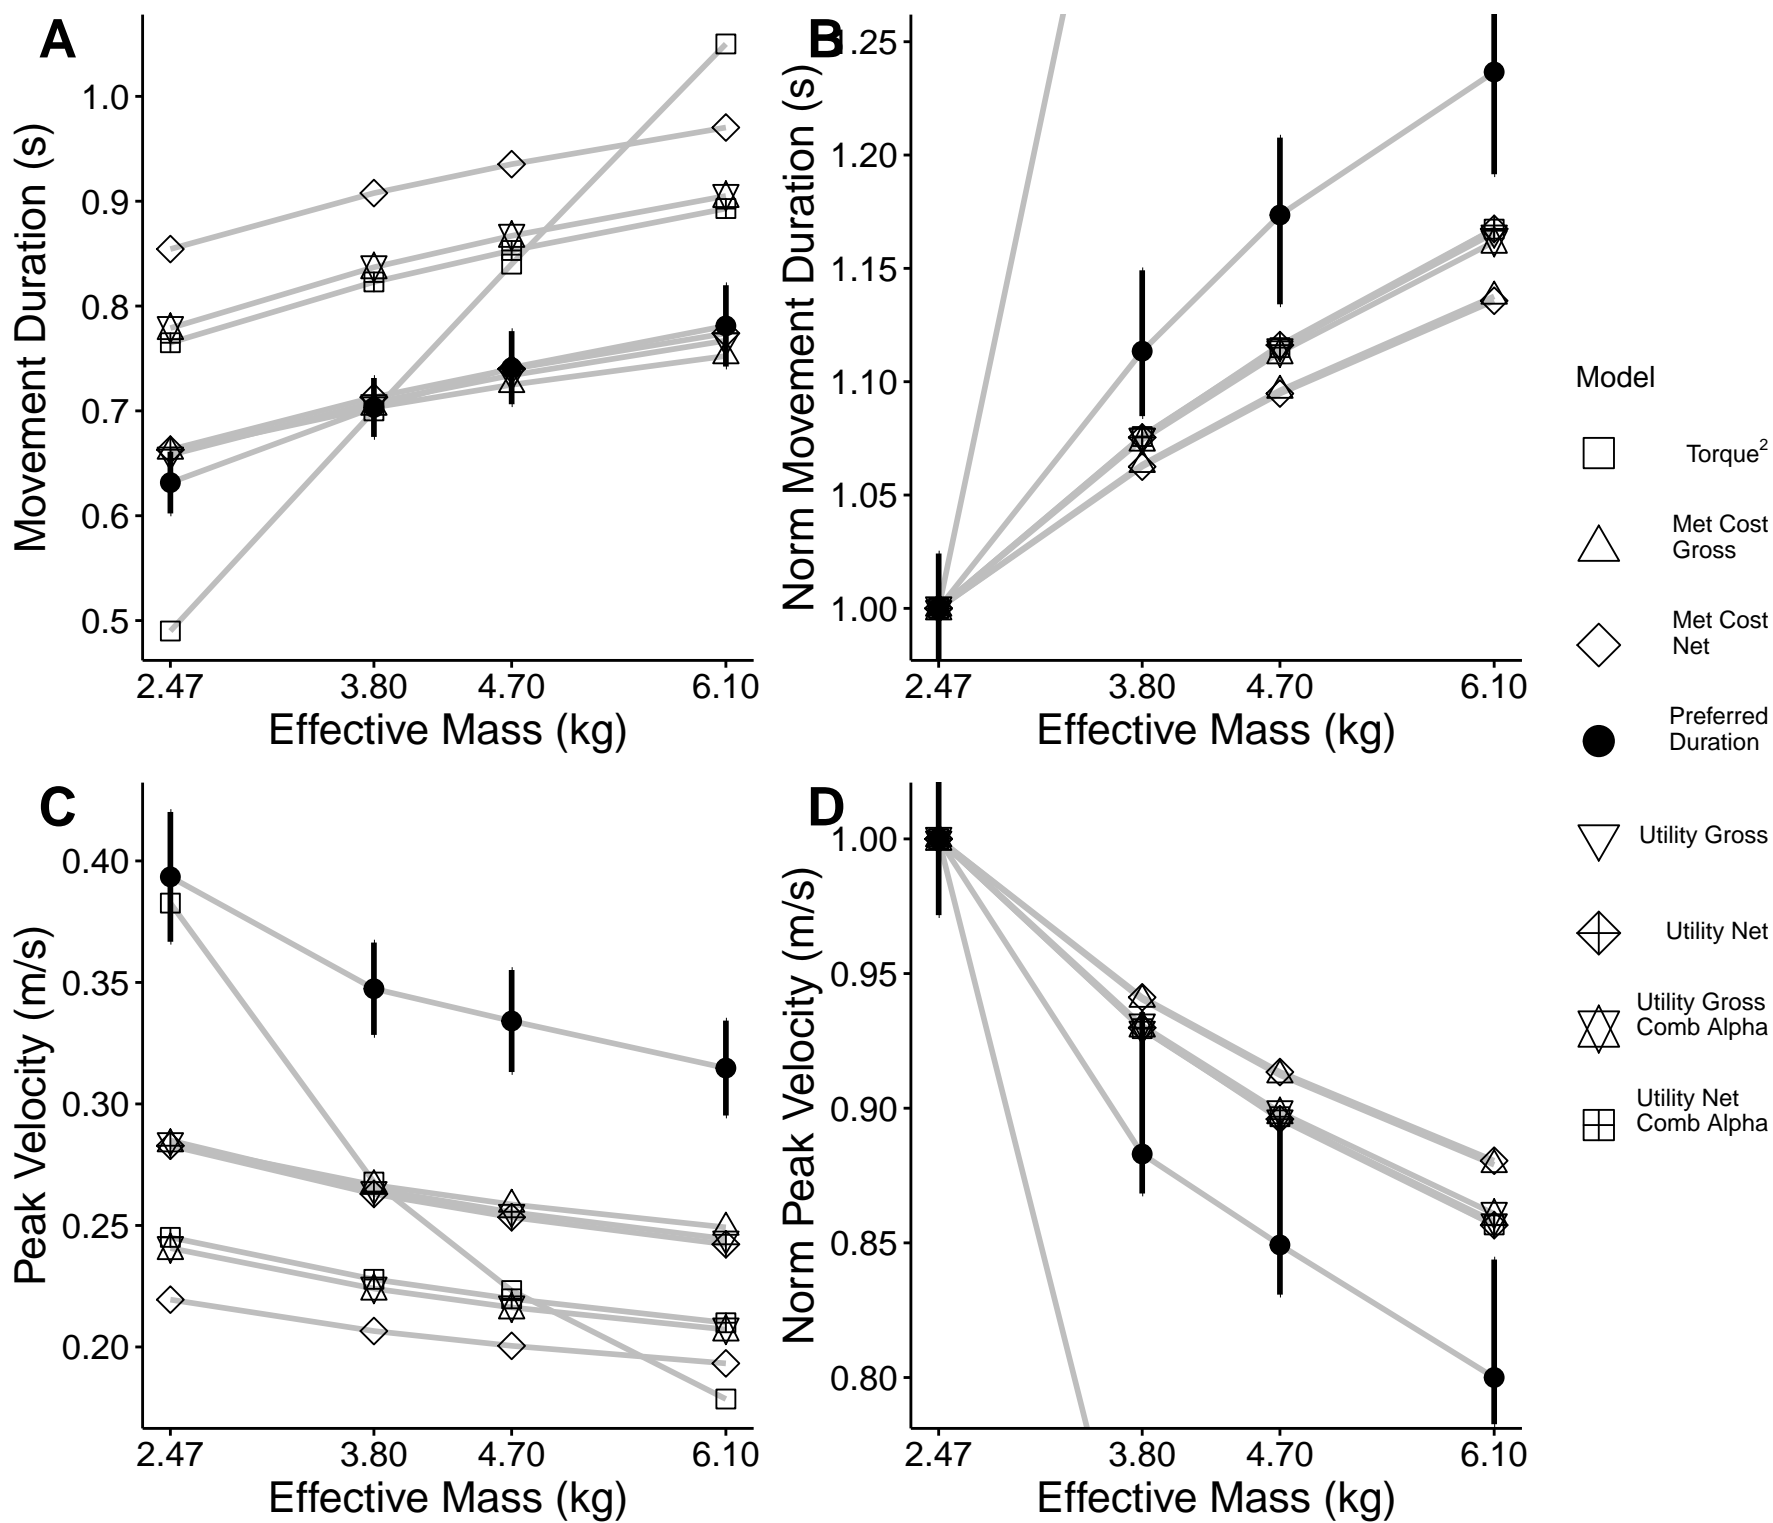 A
Movement Duration (s)
1.0
0.9
0.8
0.7
0.6
0.5
2.47 3.80 4.70 6.10
Effective Mass (kg)
B
Norm Movement Duration (s)
1.25
1.20
1.15
1.10
1.05
1.00
2.47 3.80 4.70 6.10
Effective Mass (kg)
C
Peak Velocity (m/s)
0.40
0.35
0.30
0.25
0.20
2.47 3.80 4.70 6.10
Effective Mass (kg)
D
Norm Peak Velocity (m/s)
1.00
0.95
0.90
0.85
0.80
2.47 3.80 4.70 6.10
Effective Mass (kg)
Model
Torque²
Met Cost
Gross
Met Cost
Net
Preferred
Duration
Utility Gross
Utility Net
Utility Gross
Comb Alpha
Utility Net
Comb Alpha